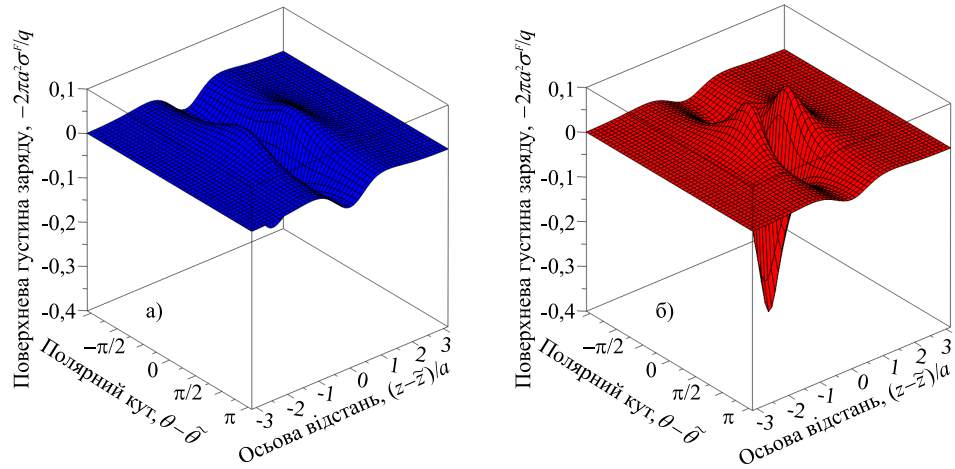 Поверхнева густина заряду, −2πa²σᶠ/q
0,1
0
-0,1
-0,2
-0,3
-0,4
а)
−π/2
0
π/2
π
Полярний кут, θ−θ̃
-3
-2
-1
0
1
2
3
Осьова відстань, (z−z̃)/a
Поверхнева густина заряду, −2πa²σᶠ/q
0,1
0
-0,1
-0,2
-0,3
-0,4
б)
−π/2
0
π/2
π
Полярний кут, θ−θ̃
-3
-2
-1
0
1
2
3
Осьова відстань, (z−z̃)/a